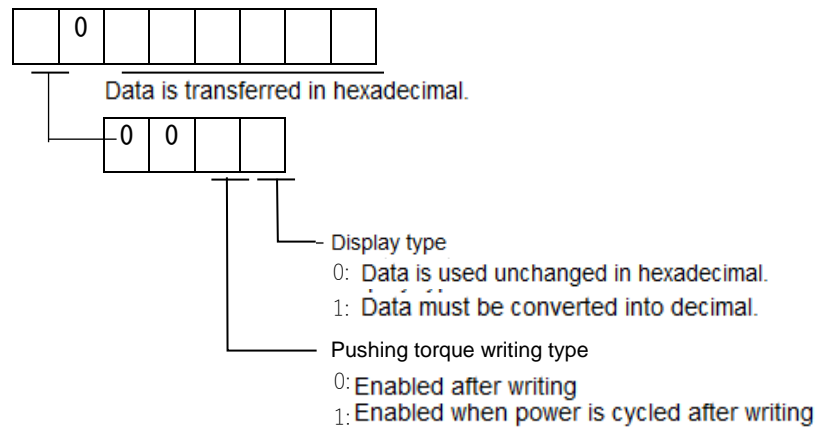 0
Data is transferred in hexadecimal.
0 0
Display type
0: Data is used unchanged in hexadecimal.
1: Data must be converted into decimal.
Pushing torque writing type
0: Enabled after writing
1: Enabled when power is cycled after writing